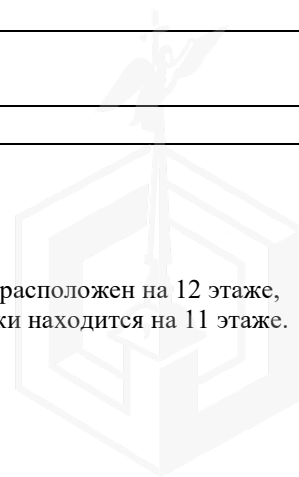 расположен на 12 этаже,
ки находится на 11 этаже.